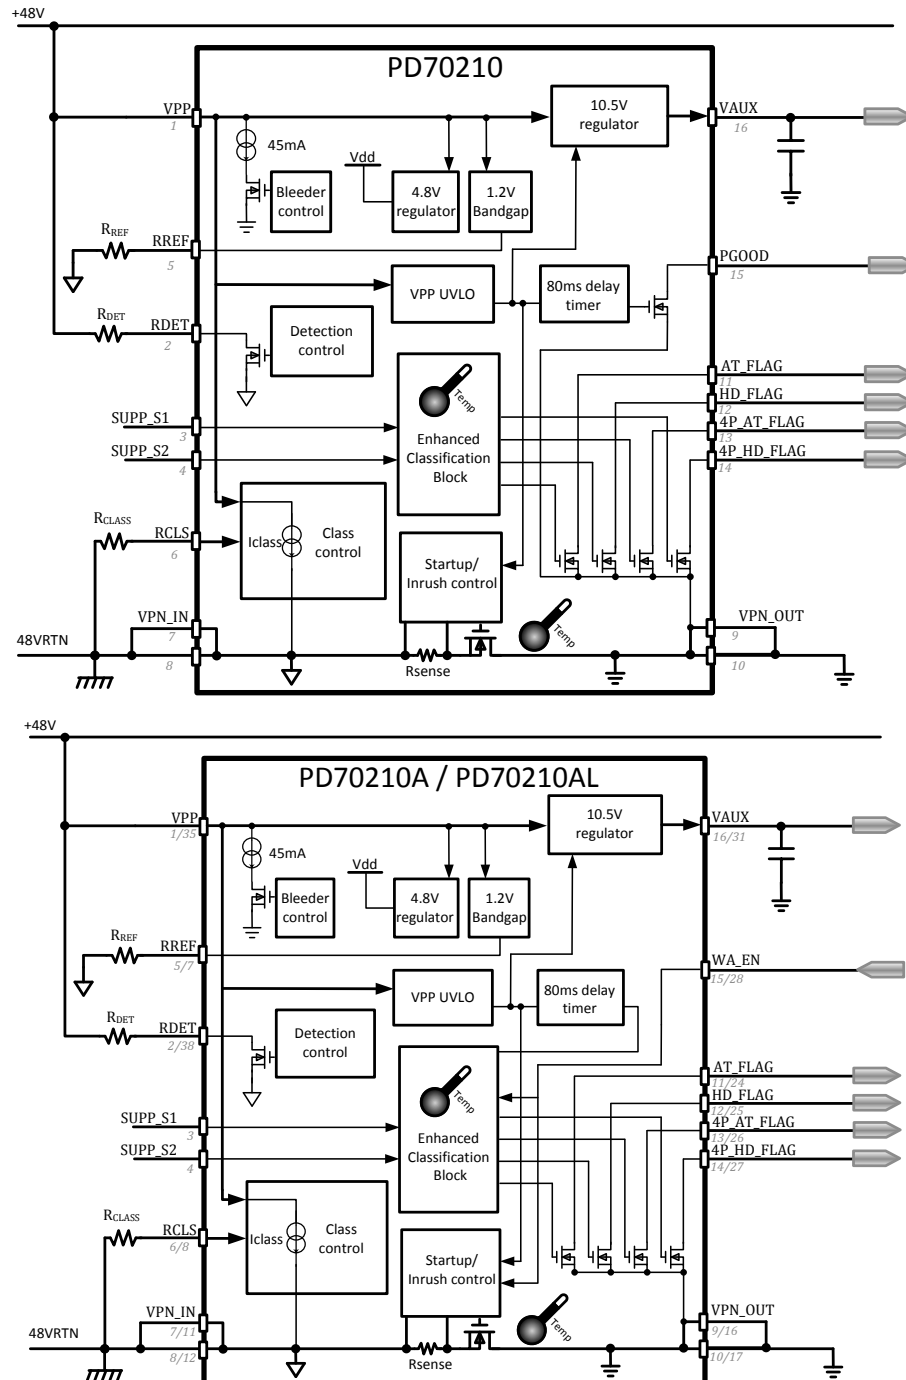 +48V
PD70210
VPP
1
45mA
Bleeder
control
Vdd
4.8V
regulator
1.2V
Bandgap
10.5V
regulator
VAUX
16
RREF
RREF
5
VPP UVLO
80ms delay
timer
PGOOD
15
RDET
RDET
2
Detection
control
Temp
Enhanced
Classification
Block
AT_FLAG
11
HD_FLAG
12
4P_AT_FLAG
13
4P_HD_FLAG
14
SUPP_S1
3
SUPP_S2
4
RCLASS
RCLS
6
Iclass
Class
control
Startup/
Inrush control
Temp
VPN_IN
7
48VRTN
8
Rsense
VPN_OUT
9
10
+48V
PD70210A / PD70210AL
VPP
1/35
45mA
Bleeder
control
Vdd
4.8V
regulator
1.2V
Bandgap
10.5V
regulator
VAUX
16/31
RREF
RREF
5/7
VPP UVLO
80ms delay
timer
WA_EN
15/28
RDET
RDET
2/38
Detection
control
Temp
Enhanced
Classification
Block
AT_FLAG
11/24
HD_FLAG
12/25
4P_AT_FLAG
13/26
4P_HD_FLAG
14/27
SUPP_S1
3
SUPP_S2
4
RCLASS
RCLS
6/8
Iclass
Class
control
Startup/
Inrush control
Temp
VPN_IN
7/11
48VRTN
8/12
Rsense
VPN_OUT
9/16
10/17